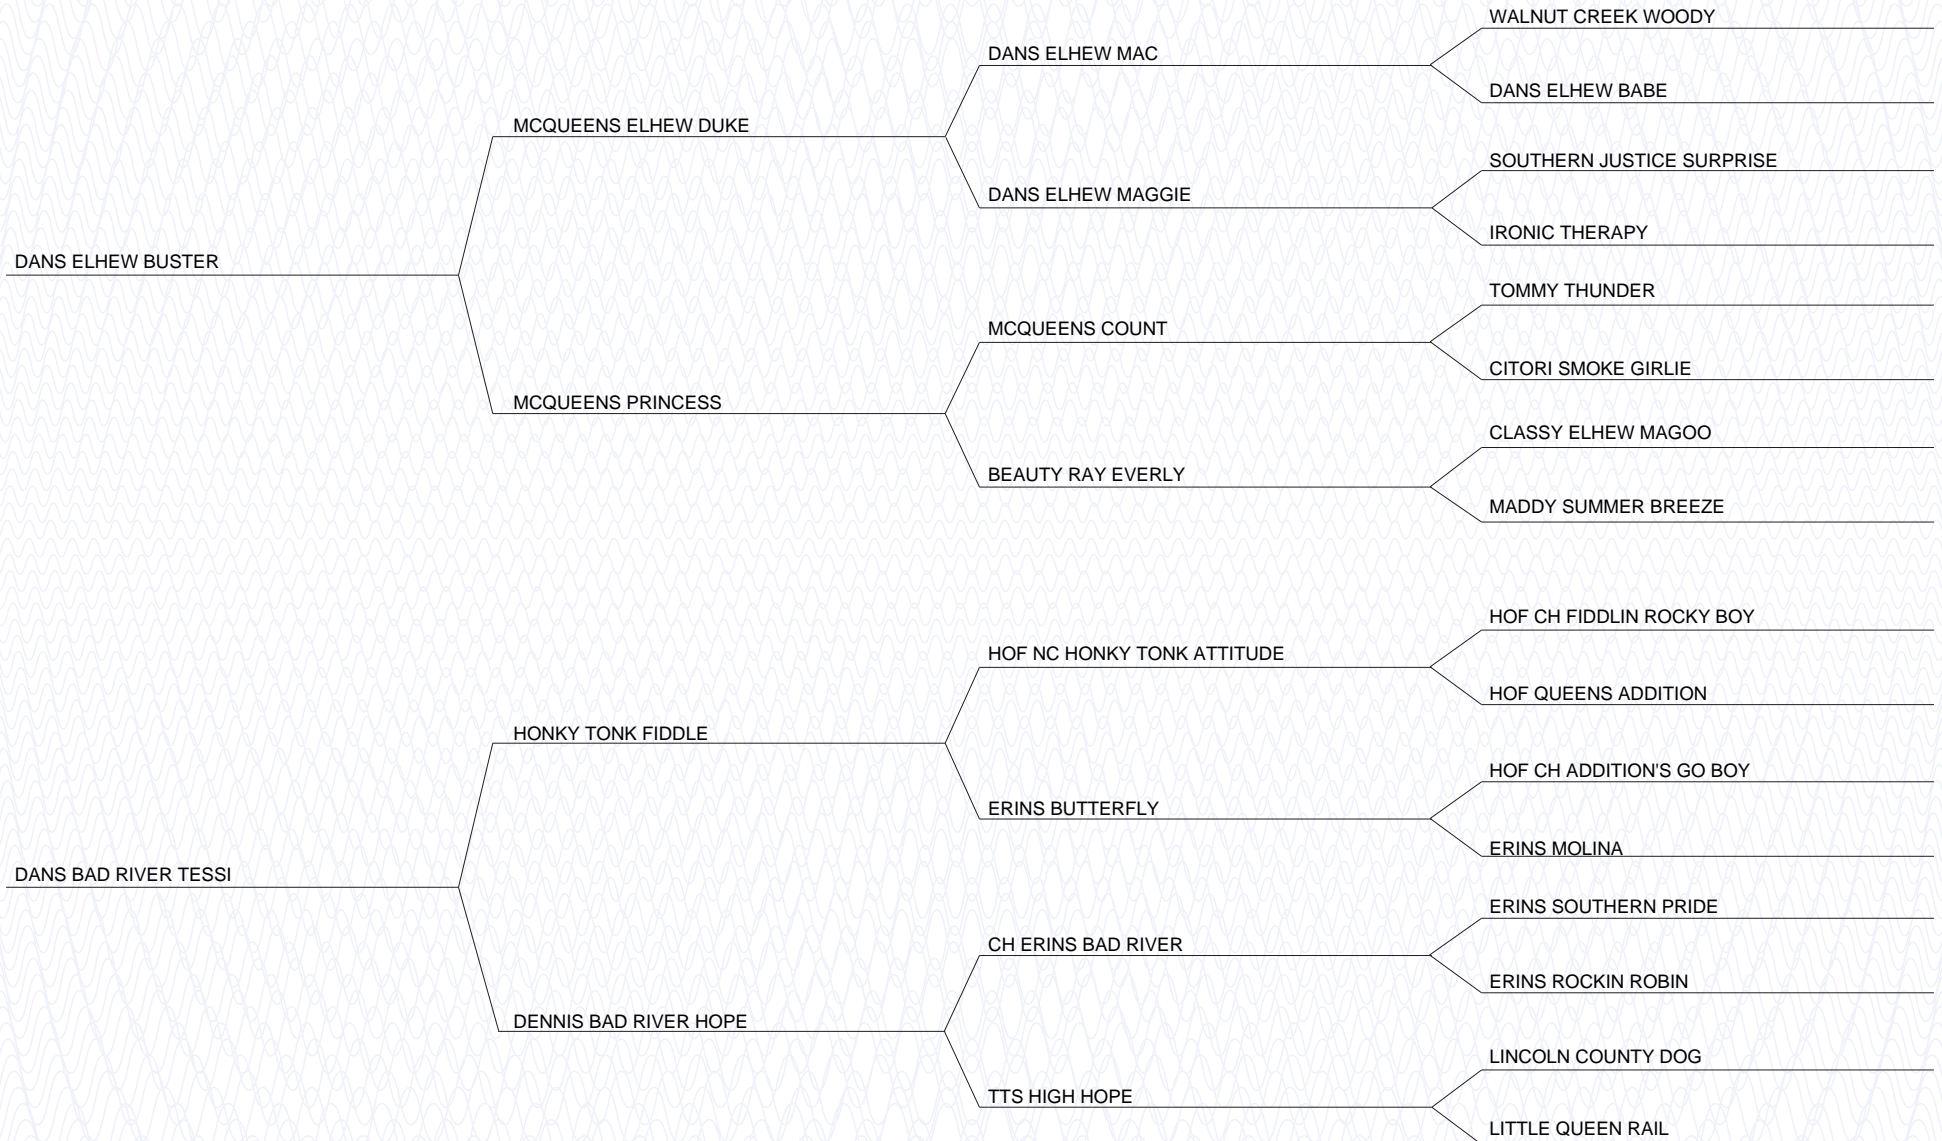 WALNUT CREEK WOODY
DANS ELHEW MAC
DANS ELHEW BABE
MCQUEENS ELHEW DUKE
SOUTHERN JUSTICE SURPRISE
DANS ELHEW MAGGIE
IRONIC THERAPY
DANS ELHEW BUSTER
TOMMY THUNDER
MCQUEENS COUNT
CITORI SMOKE GIRLIE
MCQUEENS PRINCESS
CLASSY ELHEW MAGOO
BEAUTY RAY EVERLY
MADDY SUMMER BREEZE
HOF CH FIDDLIN ROCKY BOY
HOF NC HONKY TONK ATTITUDE
HOF QUEENS ADDITION
HONKY TONK FIDDLE
HOF CH ADDITION'S GO BOY
ERINS BUTTERFLY
ERINS MOLINA
DANS BAD RIVER TESSI
ERINS SOUTHERN PRIDE
CH ERINS BAD RIVER
ERINS ROCKIN ROBIN
DENNIS BAD RIVER HOPE
LINCOLN COUNTY DOG
TTS HIGH HOPE
LITTLE QUEEN RAIL